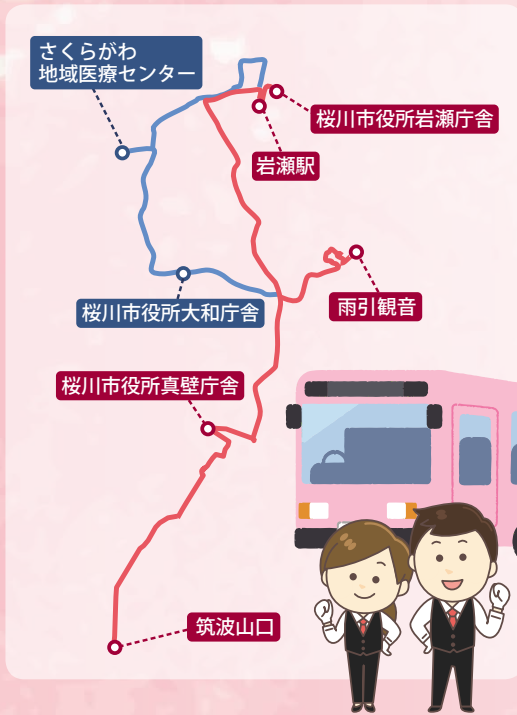 さくらがわ
地域医療センター
桜川市役所岩瀬庁舎
岩瀬駅
雨引観音
桜川市役所大和庁舎
桜川市役所真壁庁舎
筑波山口